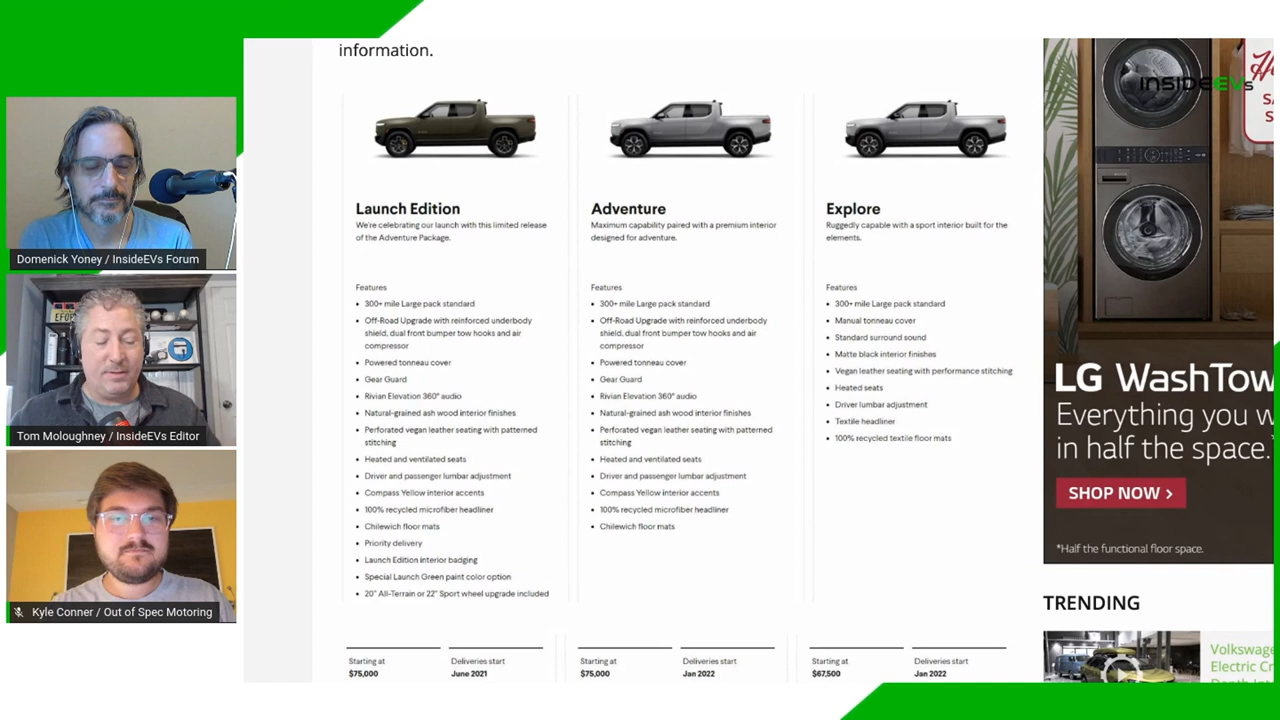 information.
INSIDEEVs
Domenick Yoney / InsideEVs Forum
Tom Moloughney / InsideEVs Editor
Kyle Conner / Out of Spec Motoring
Launch Edition
We're celebrating our launch with this limited release
of the Adventure Package.
Features
300+ mile Large pack standard
Off-Road Upgrade with reinforced underbody
shield, dual front bumper tow hooks and air
compressor
Powered tonneau cover
Gear Guard
Rivian Elevation 360° audio
Natural-grained ash wood interior finishes
Perforated vegan leather seating with patterned
stitching
Heated and ventilated seats
Driver and passenger lumbar adjustment
Compass Yellow interior accents
100% recycled microfiber headliner
Chilewich floor mats
Priority delivery
Launch Edition interior badging
Special Launch Green paint color option
20" All-Terrain or 22" Sport wheel upgrade included
Starting at
$75,000
Deliveries start
June 2021
Adventure
Maximum capability paired with a premium interior
designed for adventure.
Features
300+ mile Large pack standard
Off-Road Upgrade with reinforced underbody
shield, dual front bumper tow hooks and air
compressor
Powered tonneau cover
Gear Guard
Rivian Elevation 360° audio
Natural-grained ash wood interior finishes
Perforated vegan leather seating with patterned
stitching
Heated and ventilated seats
Driver and passenger lumbar adjustment
Compass Yellow interior accents
100% recycled microfiber headliner
Chilewich floor mats
Starting at
$75,000
Deliveries start
Jan 2022
Explore
Ruggedly capable with a sport interior built for the
elements.
Features
300+ mile Large pack standard
Manual tonneau cover
Standard surround sound
Matte black interior finishes
Vegan leather seating with performance stitching
Heated seats
Driver lumbar adjustment
Textile headliner
100% recycled textile floor mats
Starting at
$67,500
Deliveries start
Jan 2022
LG WashTow
Everything you w
in half the space.*
SHOP NOW >
*Half the functional floor space.
TRENDING
Volkswage
Electric Cr